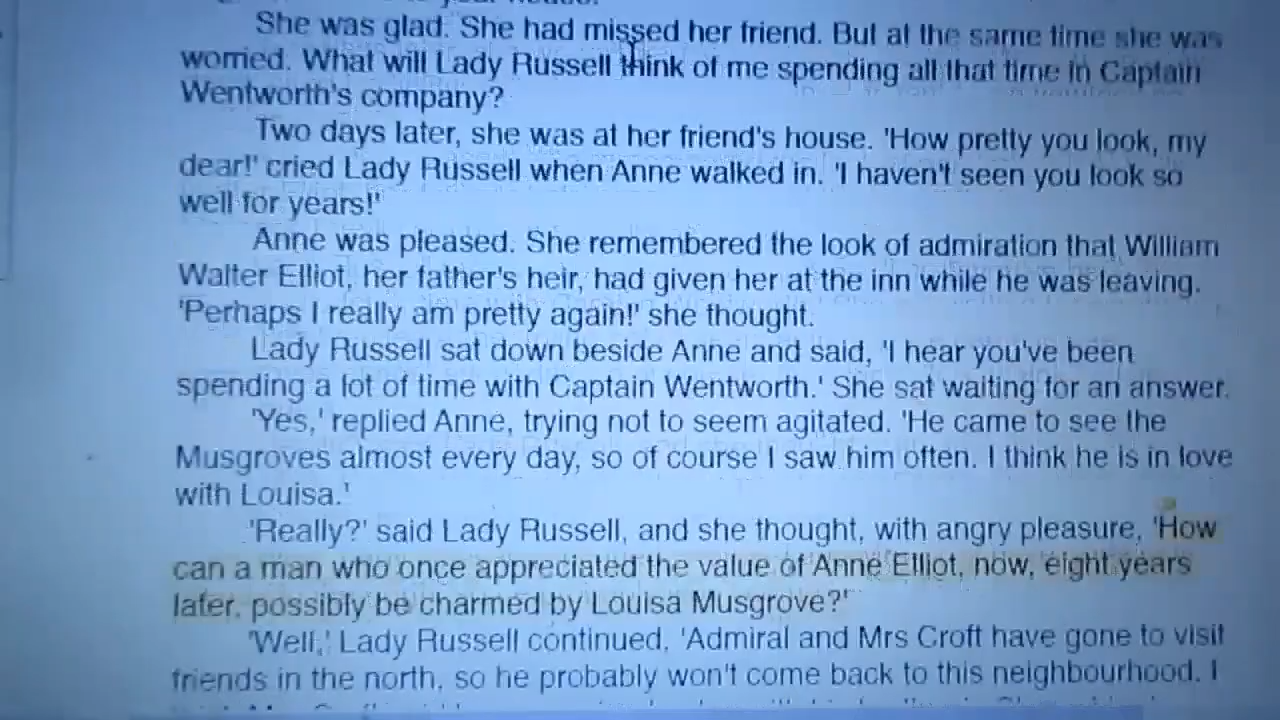 She was glad. She had missed her friend. But at the same time she was
worried. What will Lady Russell think of me spending all that time in Captain
Wentworth's company?
Two days later, she was at her friend's house. 'How pretty you look, my
dear!' cried Lady Russell when Anne walked in. 'I haven't seen you look so
well for years!'
Anne was pleased. She remembered the look of admiration that William
Walter Elliot, her father's heir, had given her at the inn while he was leaving.
'Perhaps I really am pretty again!' she thought.
Lady Russell sat down beside Anne and said, 'I hear you've been
spending a lot of time with Captain Wentworth.' She sat waiting for an answer.
'Yes,' replied Anne, trying not to seem agitated. 'He came to see the
Musgroves almost every day, so of course I saw him often. I think he is in love
with Louisa.'
'Really?' said Lady Russell, and she thought, with angry pleasure, 'How
can a man who once appreciated the value of Anne Elliot, now, eight years
later, possibly be charmed by Louisa Musgrove?'
'Well,' Lady Russell continued, 'Admiral and Mrs Croft have gone to visit
friends in the north, so he probably won't come back to this neighbourhood. I